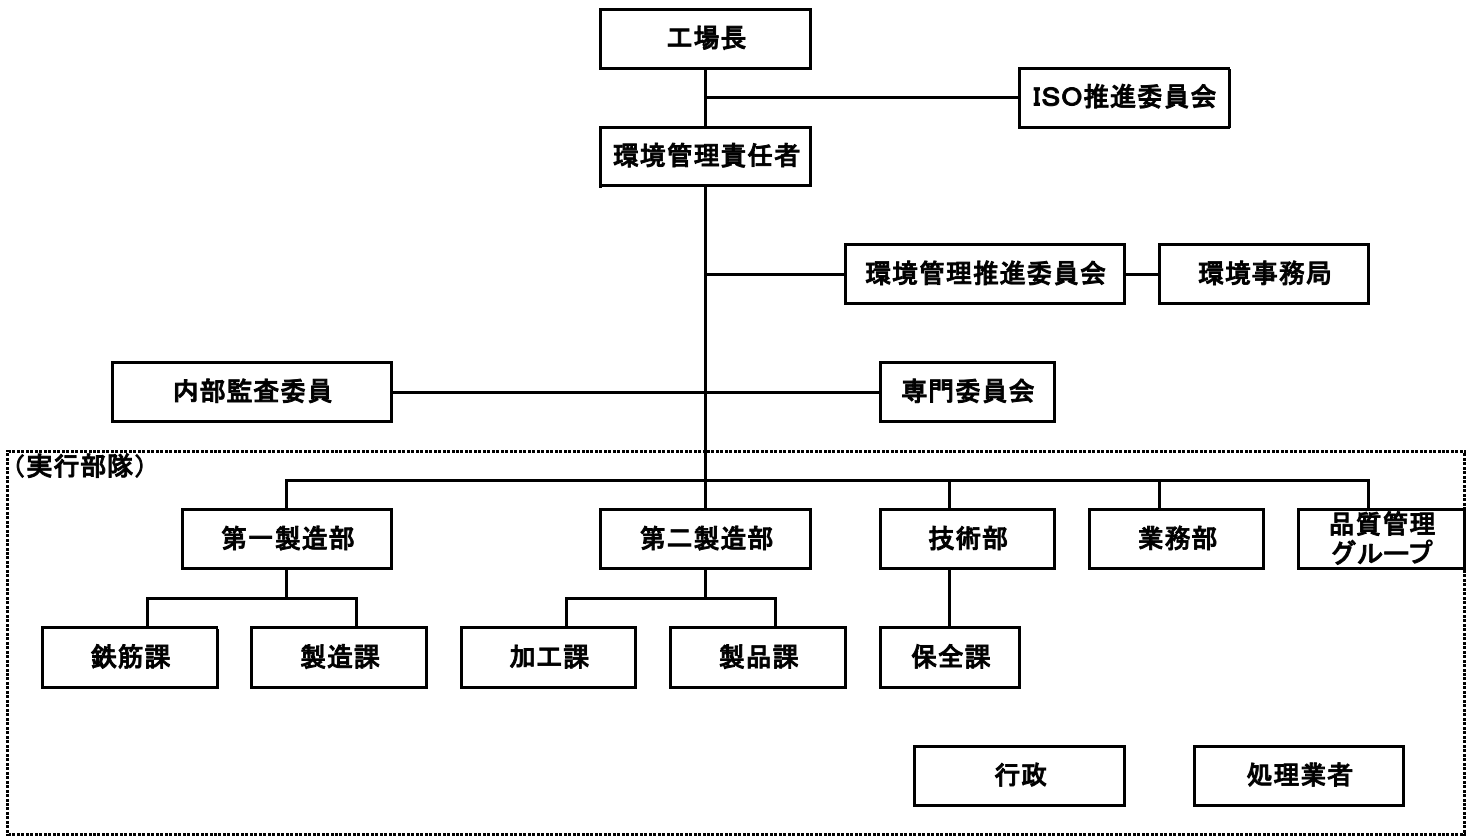 工場長
ISO推進委員会
環境管理責任者
環境管理推進委員会
環境事務局
内部監査委員
専門委員会
（実行部隊）
第一製造部
第二製造部
技術部
業務部
品質管理
グループ
鉄筋課
製造課
加工課
製品課
保全課
行政
処理業者